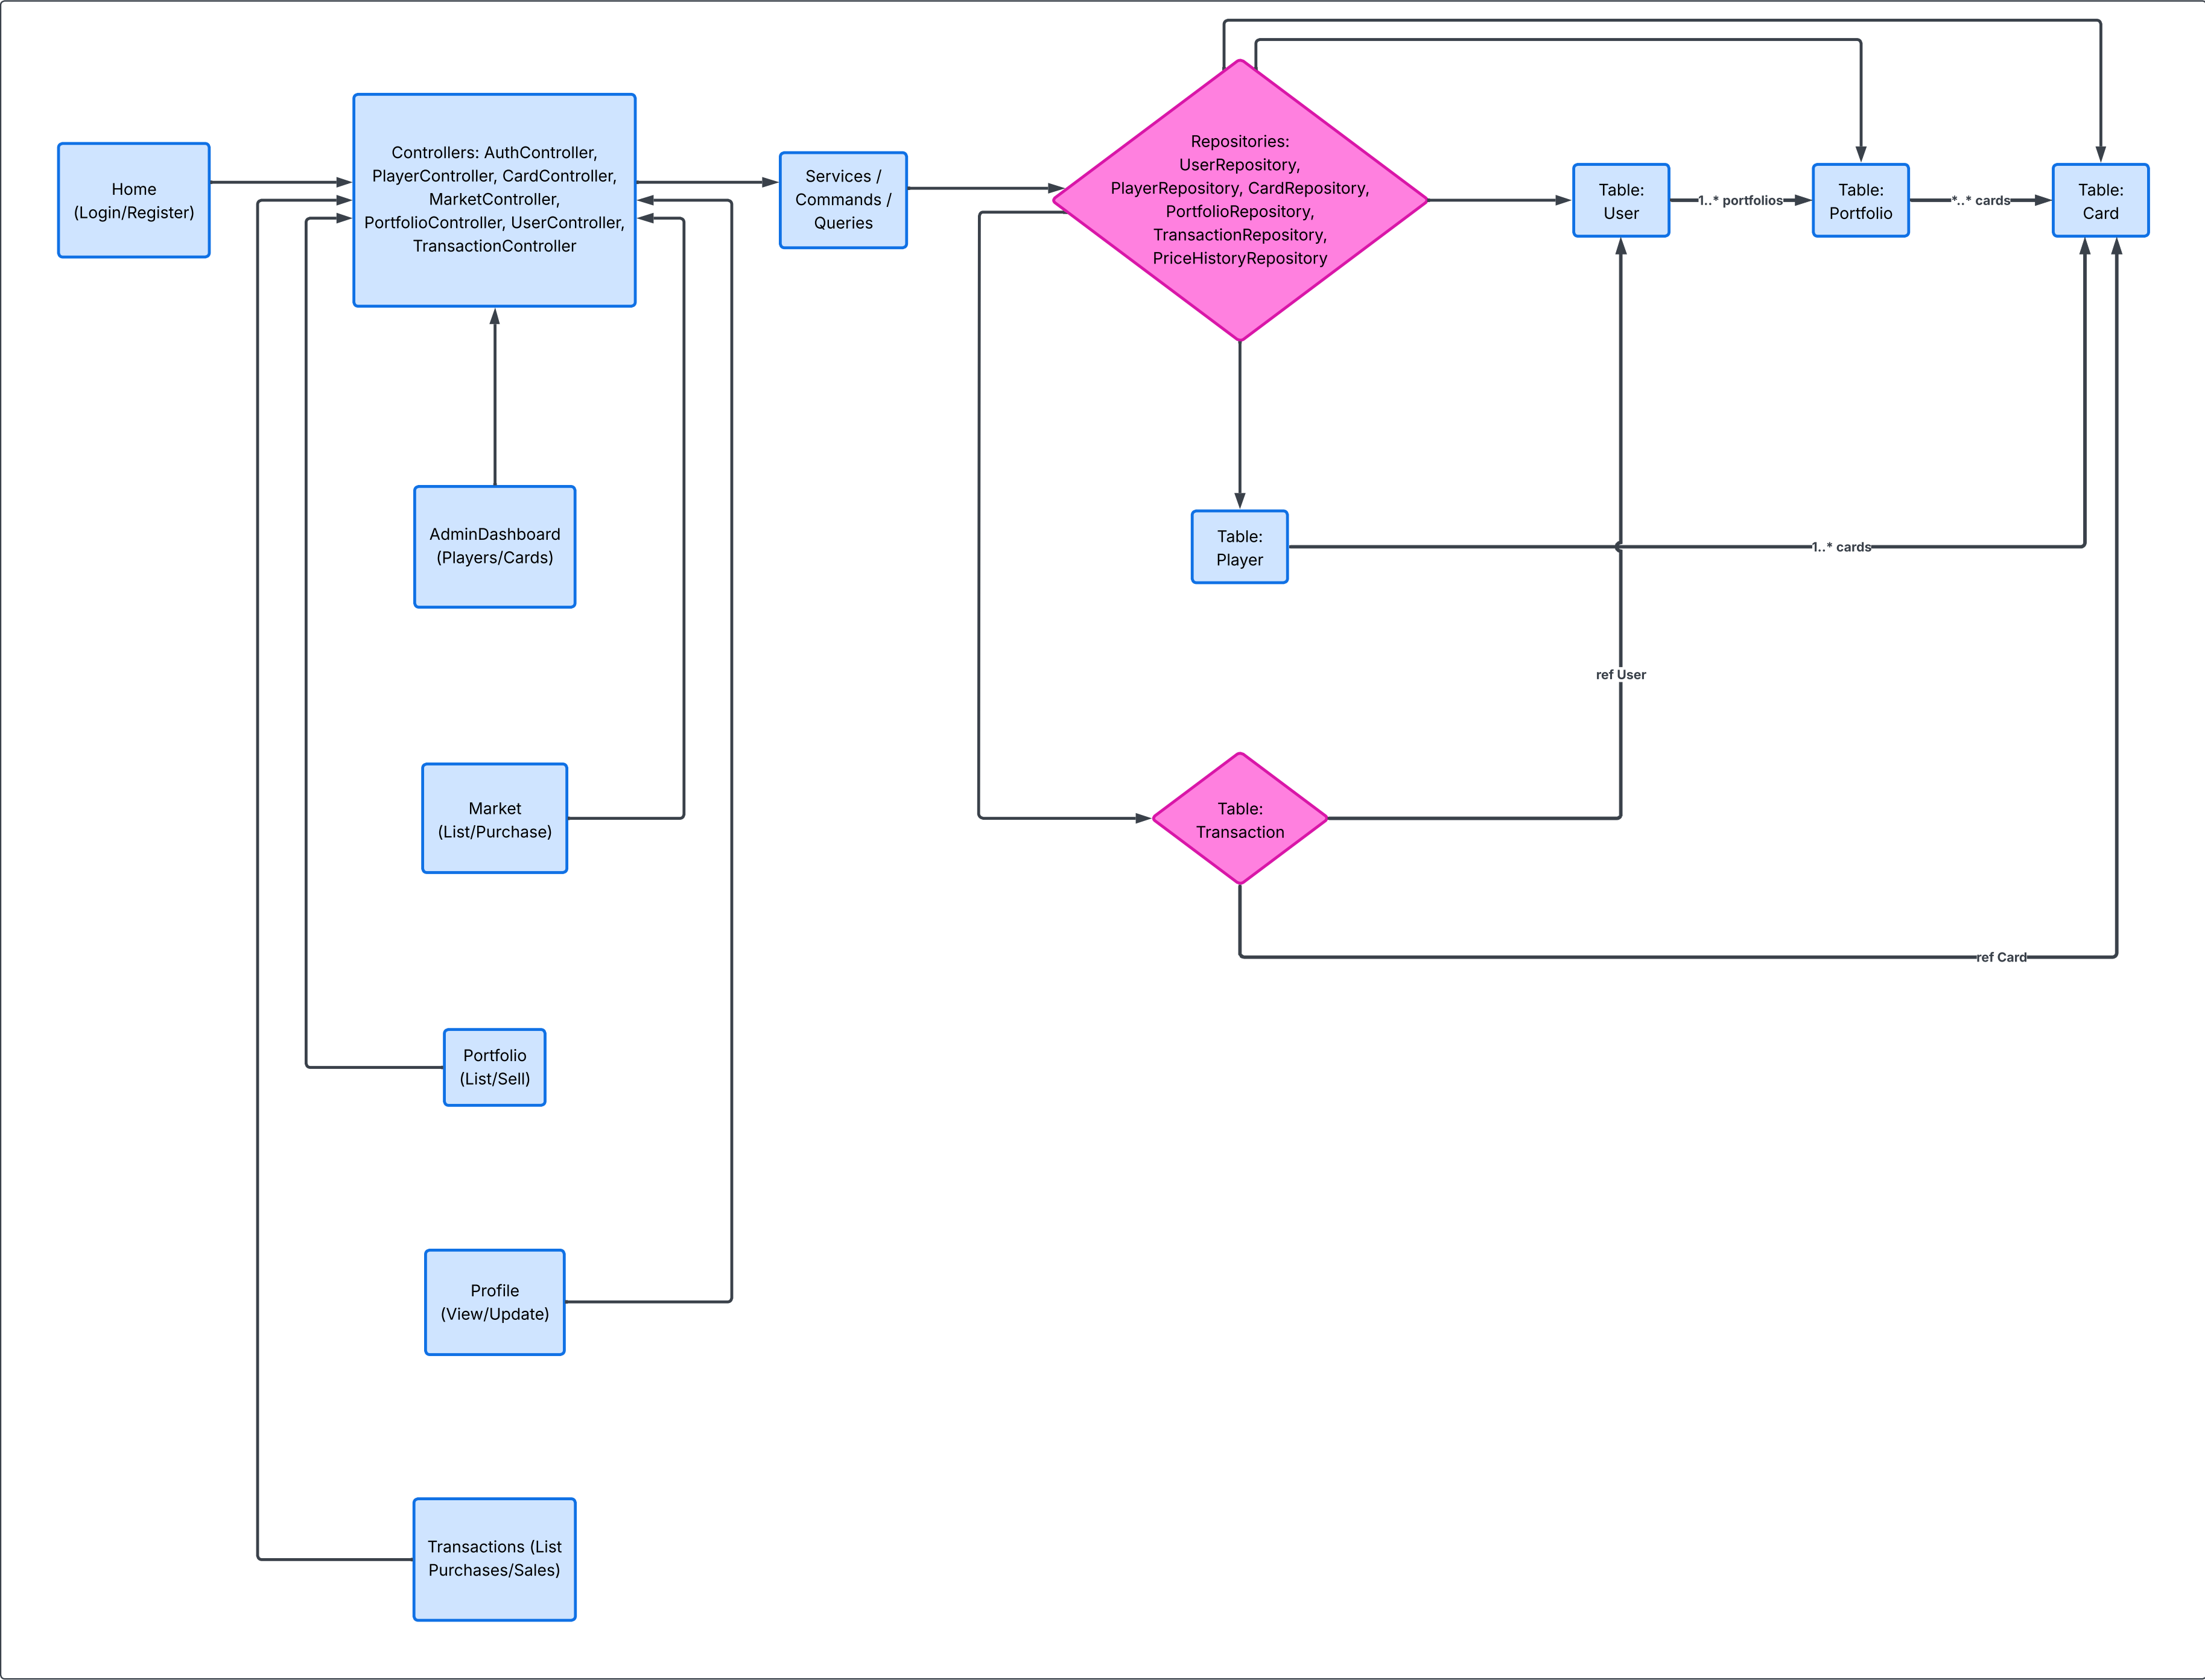 Home
(Login/Register)
Controllers: AuthController,
PlayerController, CardController,
MarketController,
PortfolioController, UserController,
TransactionController
Services /
Commands /
Queries
Repositories:
UserRepository,
PlayerRepository, CardRepository,
PortfolioRepository,
TransactionRepository,
PriceHistoryRepository
Table:
User
1..* portfolios
Table:
Portfolio
*..* cards
Table:
Card
AdminDashboard
(Players/Cards)
Table:
Player
1..* cards
ref User
Market
(List/Purchase)
Table:
Transaction
ref Card
Portfolio
(List/Sell)
Profile
(View/Update)
Transactions (List
Purchases/Sales)